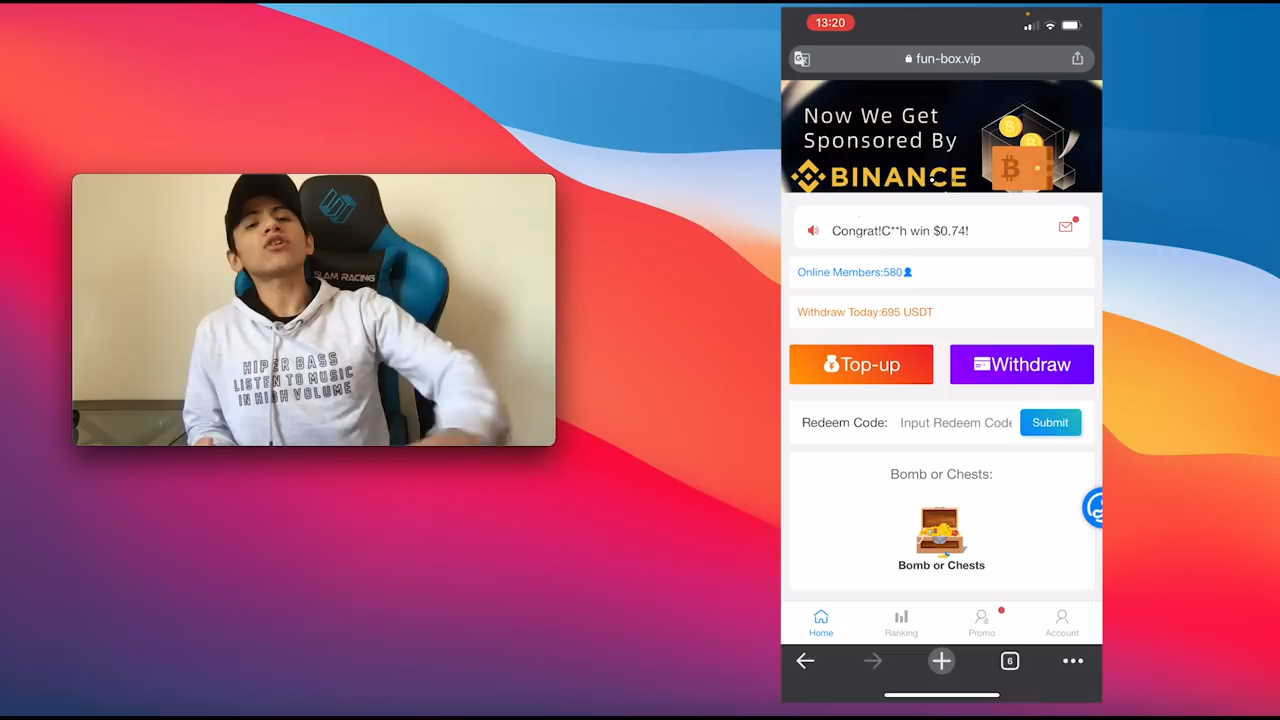 SLAM RACING
HIPER BASS
LISTEN TO MUSIC
IN HIGH VOLUME
13:20
fun-box.vip
Now We Get
Sponsored By
BINANCE
Congrat!C**h win $0.74!
Online Members:580
Withdraw Today:695 USDT
Top-up
Withdraw
Redeem Code:
Input Redeem Code
Submit
Bomb or Chests:
Bomb or Chests
Home
Ranking
Promo
Account
6